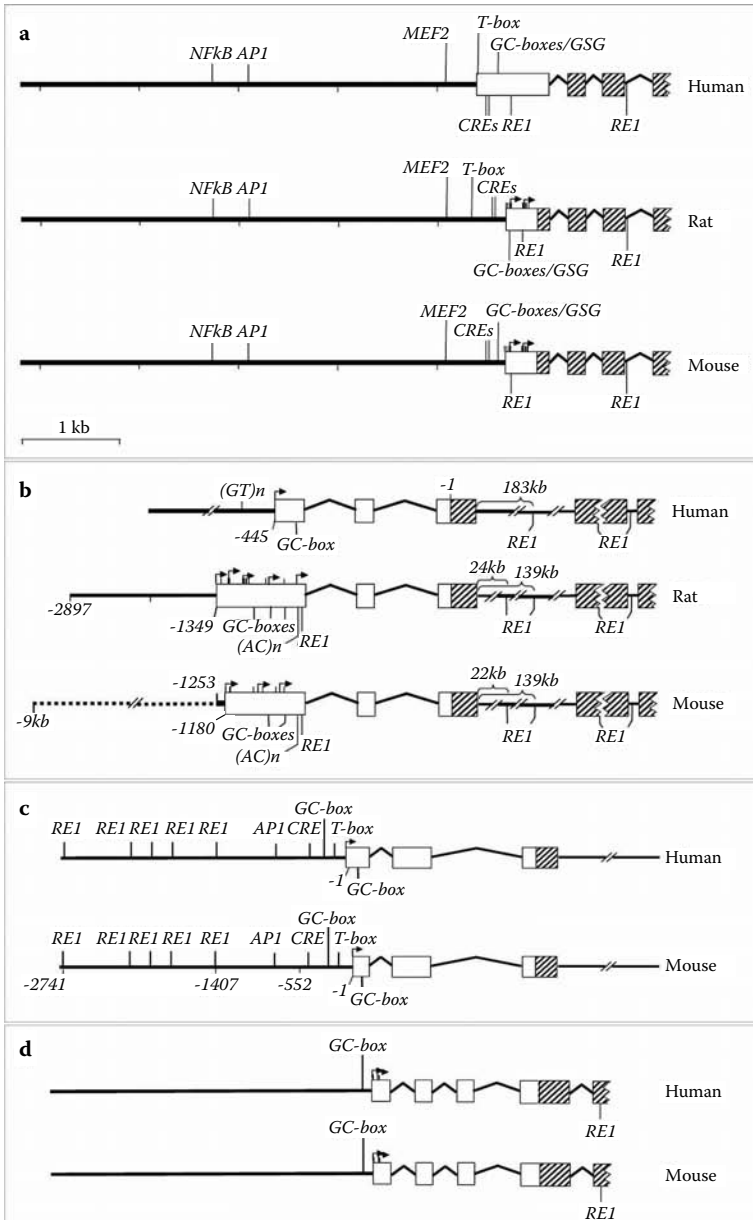 a
T-box
MEF2
GC-boxes/GSG
NFkB AP1
Human
CREs RE1
RE1
MEF2 T-box
NFkB AP1
CREs
Rat
RE1
RE1
GC-boxes/GSG
MEF2 GC-boxes/GSG
NFkB AP1
CREs
Mouse
RE1
RE1
1 kb
b
(GT)n
-1
183kb
Human
-445
GC-box
RE1
RE1
24kb
139kb
Rat
-2897
-1349
GC-boxes
(AC)n
RE1
RE1
RE1
-1253
22kb
139kb
Mouse
-9kb
-1180
GC-boxes
(AC)n
RE1
RE1
RE1
c
GC-box
RE1 RE1 RE1 RE1 RE1 AP1 CRE T-box
Human
-1
GC-box
GC-box
RE1 RE1 RE1 RE1 RE1 AP1 CRE T-box
Mouse
-2741 -1407 -552 -1
GC-box
d
GC-box
Human
RE1
GC-box
Mouse
RE1